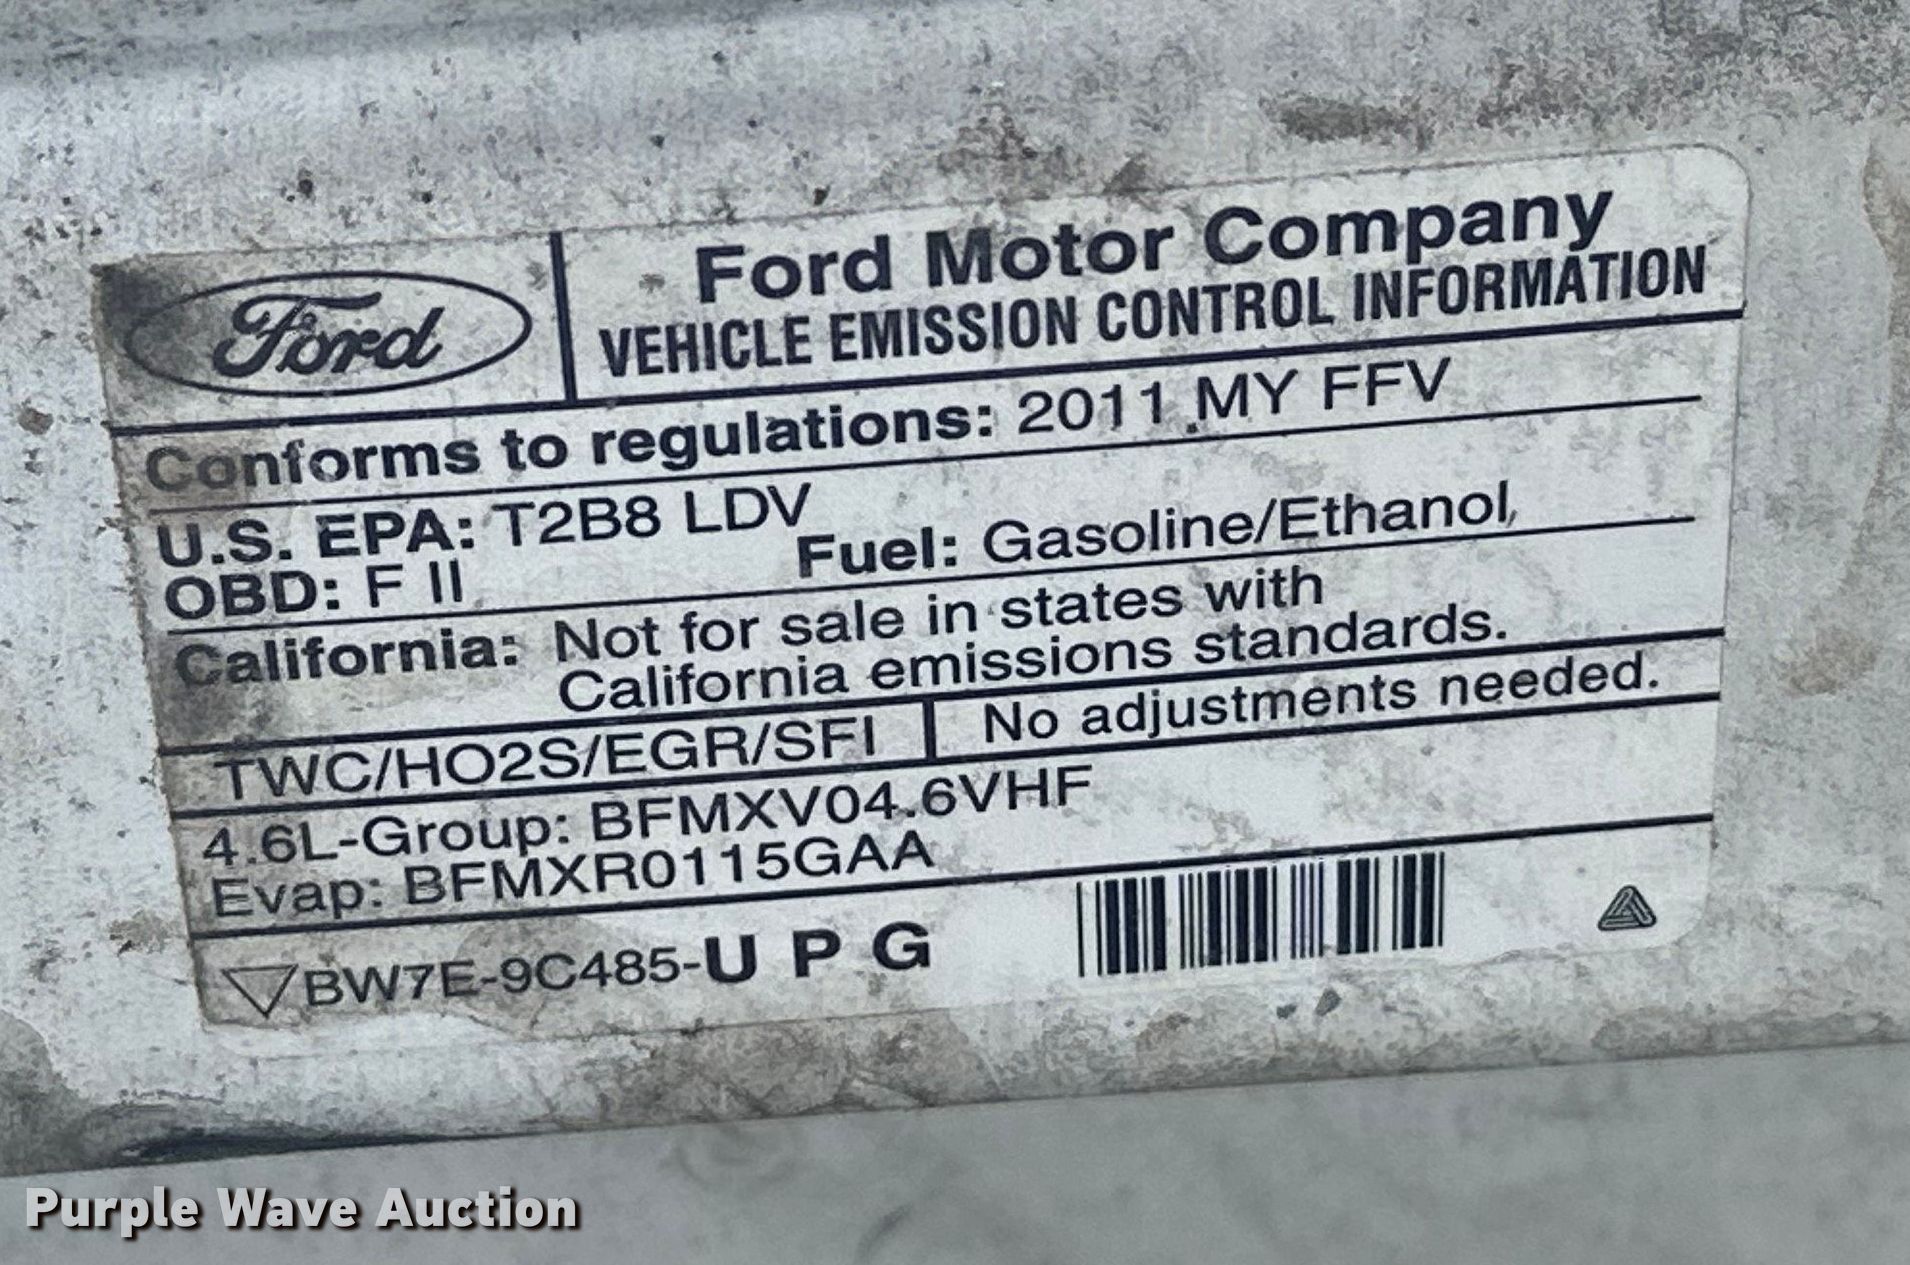 Ford
Ford Motor Company
VEHICLE EMISSION CONTROL INFORMATION
Conforms to regulations: 2011 MY FFV
U.S. EPA: T2B8 LDV
OBD: F II
Fuel: Gasoline/Ethanol
California: Not for sale in states with
California emissions standards.
TWC/HO2S/EGR/SFI
No adjustments needed.
4.6L-Group: BFMXV04.6VHF
Evap: BFMXR0115GAA
BW7E-9C485-U P G
Purple Wave Auction